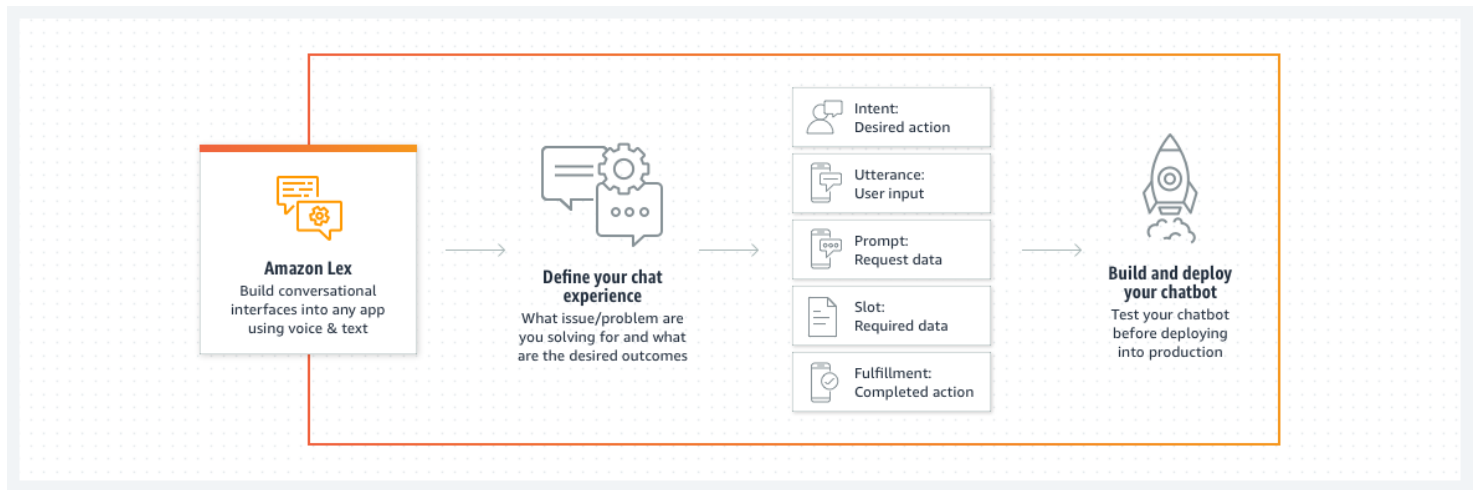 Amazon Lex
Build conversational
interfaces into any app
using voice & text
Define your chat
experience
What issue/problem are
you solving for and what
are the desired outcomes
Intent:
Desired action
Utterance:
User input
Prompt:
Request data
Slot:
Required data
Fulfillment:
Completed action
Build and deploy
your chatbot
Test your chatbot
before deploying
into production